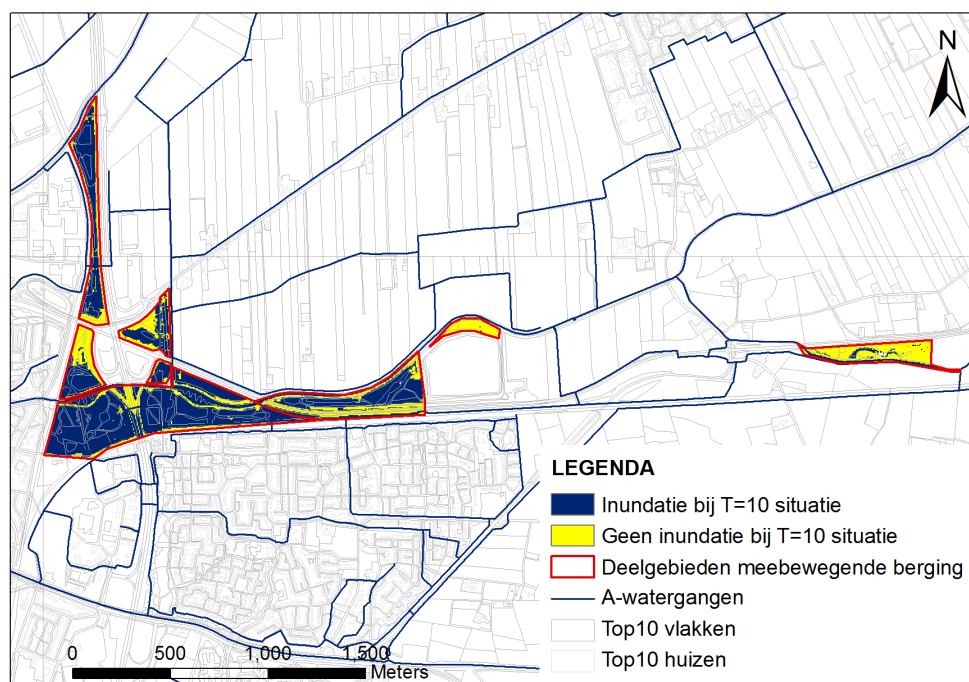 N
LEGENDA
Inundatie bij T=10 situatie
Geen inundatie bij T=10 situatie
Deelgebieden meebewegende berging
A-watergangen
Top10 vlakken
Top10 huizen
0 500 1,000 1,500
Meters